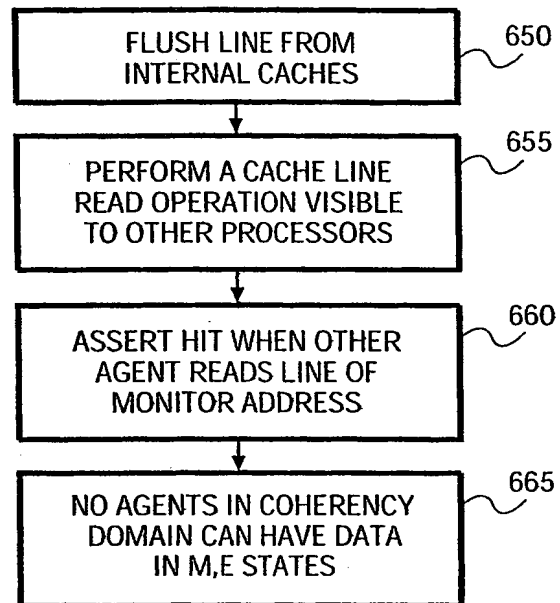 FLUSH LINE FROM
INTERNAL CACHES
650
PERFORM A CACHE LINE
READ OPERATION VISIBLE
TO OTHER PROCESSORS
655
ASSERT HIT WHEN OTHER
AGENT READS LINE OF
MONITOR ADDRESS
660
NO AGENTS IN COHERENCY
DOMAIN CAN HAVE DATA
IN M,E STATES
665